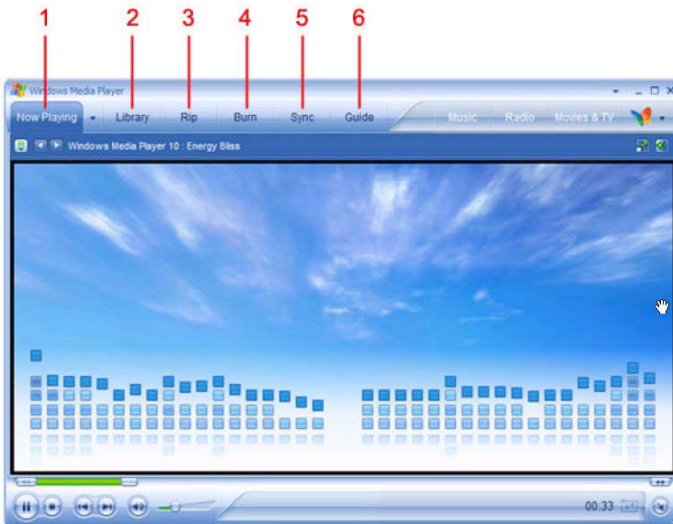 1 2 3 4 5 6
Windows Media Player
Now Playing Library Rip Burn Sync Guide Music Radio Movies & TV
Windows Media Player 10 : Energy Bliss
00:33